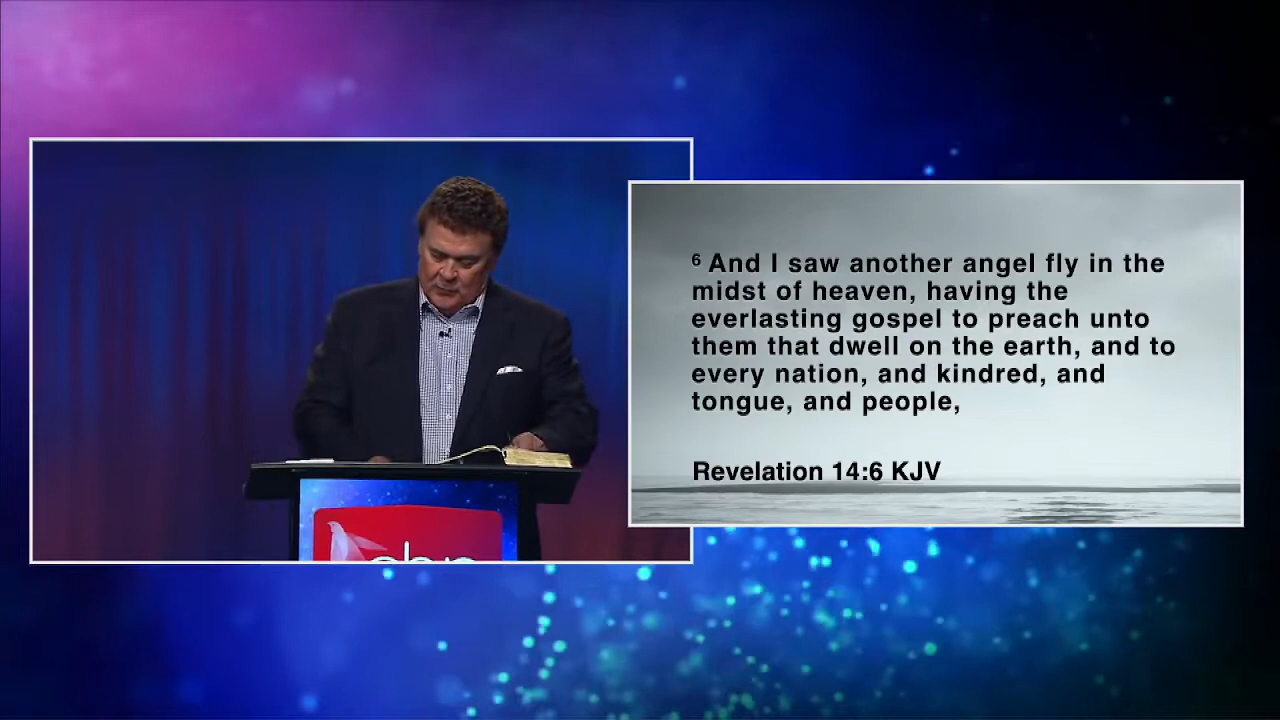 6 And I saw another angel fly in the
midst of heaven, having the
everlasting gospel to preach unto
them that dwell on the earth, and to
every nation, and kindred, and
tongue, and people,
Revelation 14:6 KJV